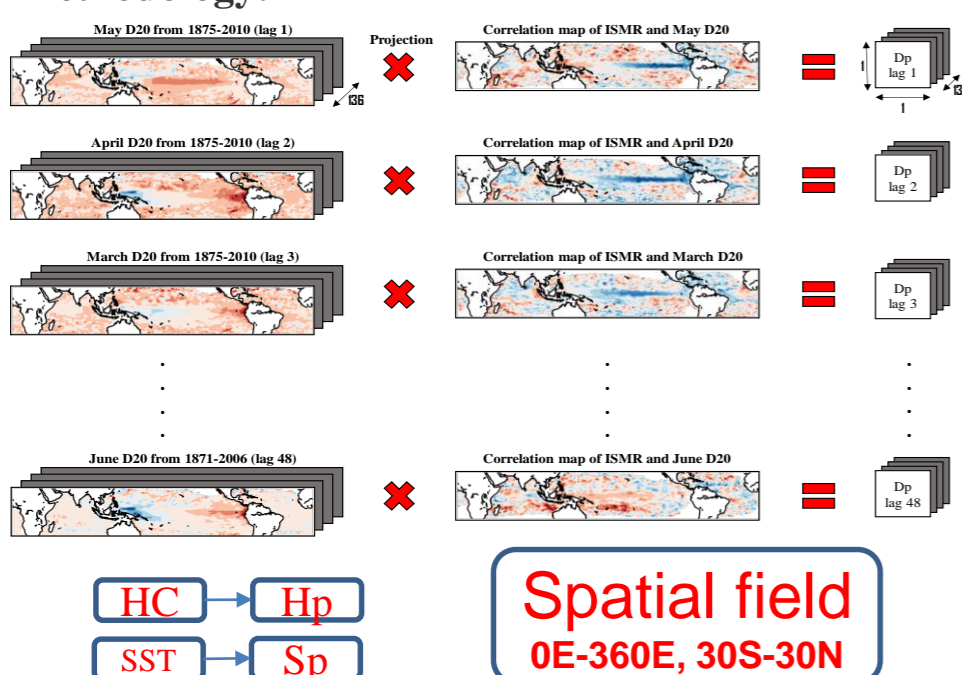 May D20 from 1875-2010 (lag 1)
Projection
Correlation map of ISMR and May D20
136
Dp
lag 1
1
1
April D20 from 1875-2010 (lag 2)
Correlation map of ISMR and April D20
Dp
lag 2
March D20 from 1875-2010 (lag 3)
Correlation map of ISMR and March D20
Dp
lag 3
June D20 from 1871-2006 (lag 48)
Correlation map of ISMR and June D20
Dp
lag 48
HC
Hp
SST
Sp
Spatial field
0E-360E, 30S-30N